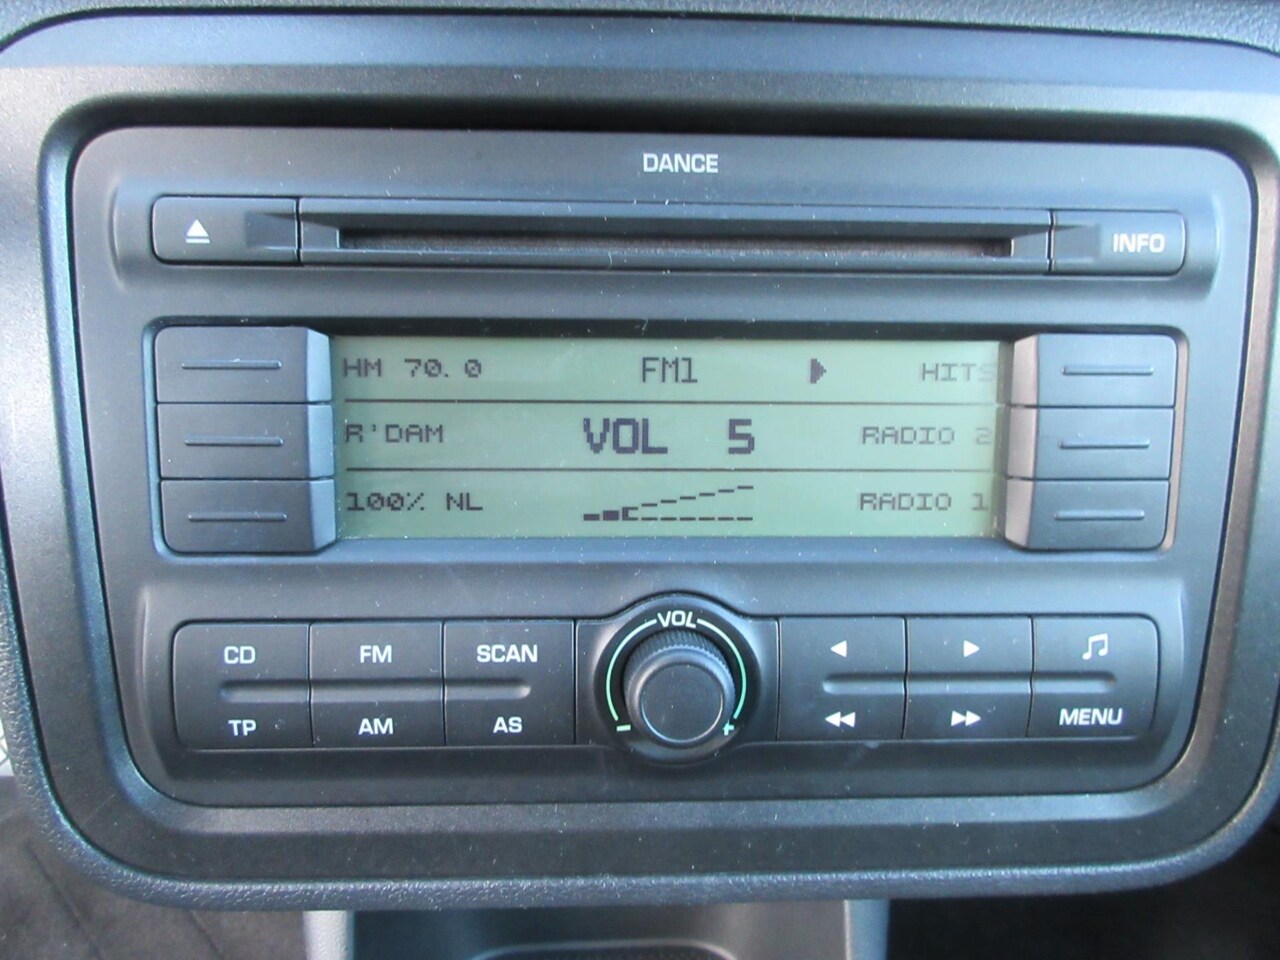 DANCE
INFO
HM 70.0 FM1 HITS
R'DAM VOL 5 RADIO 2
100% NL RADIO 1
VOL
CD FM SCAN
- +
TP AM AS MENU